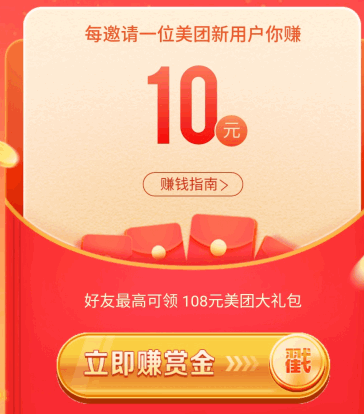 每邀请一位美团新用户你赚
10元
赚钱指南>
好友最高可领 108元美团大礼包
立即赚赏金 »» 戳